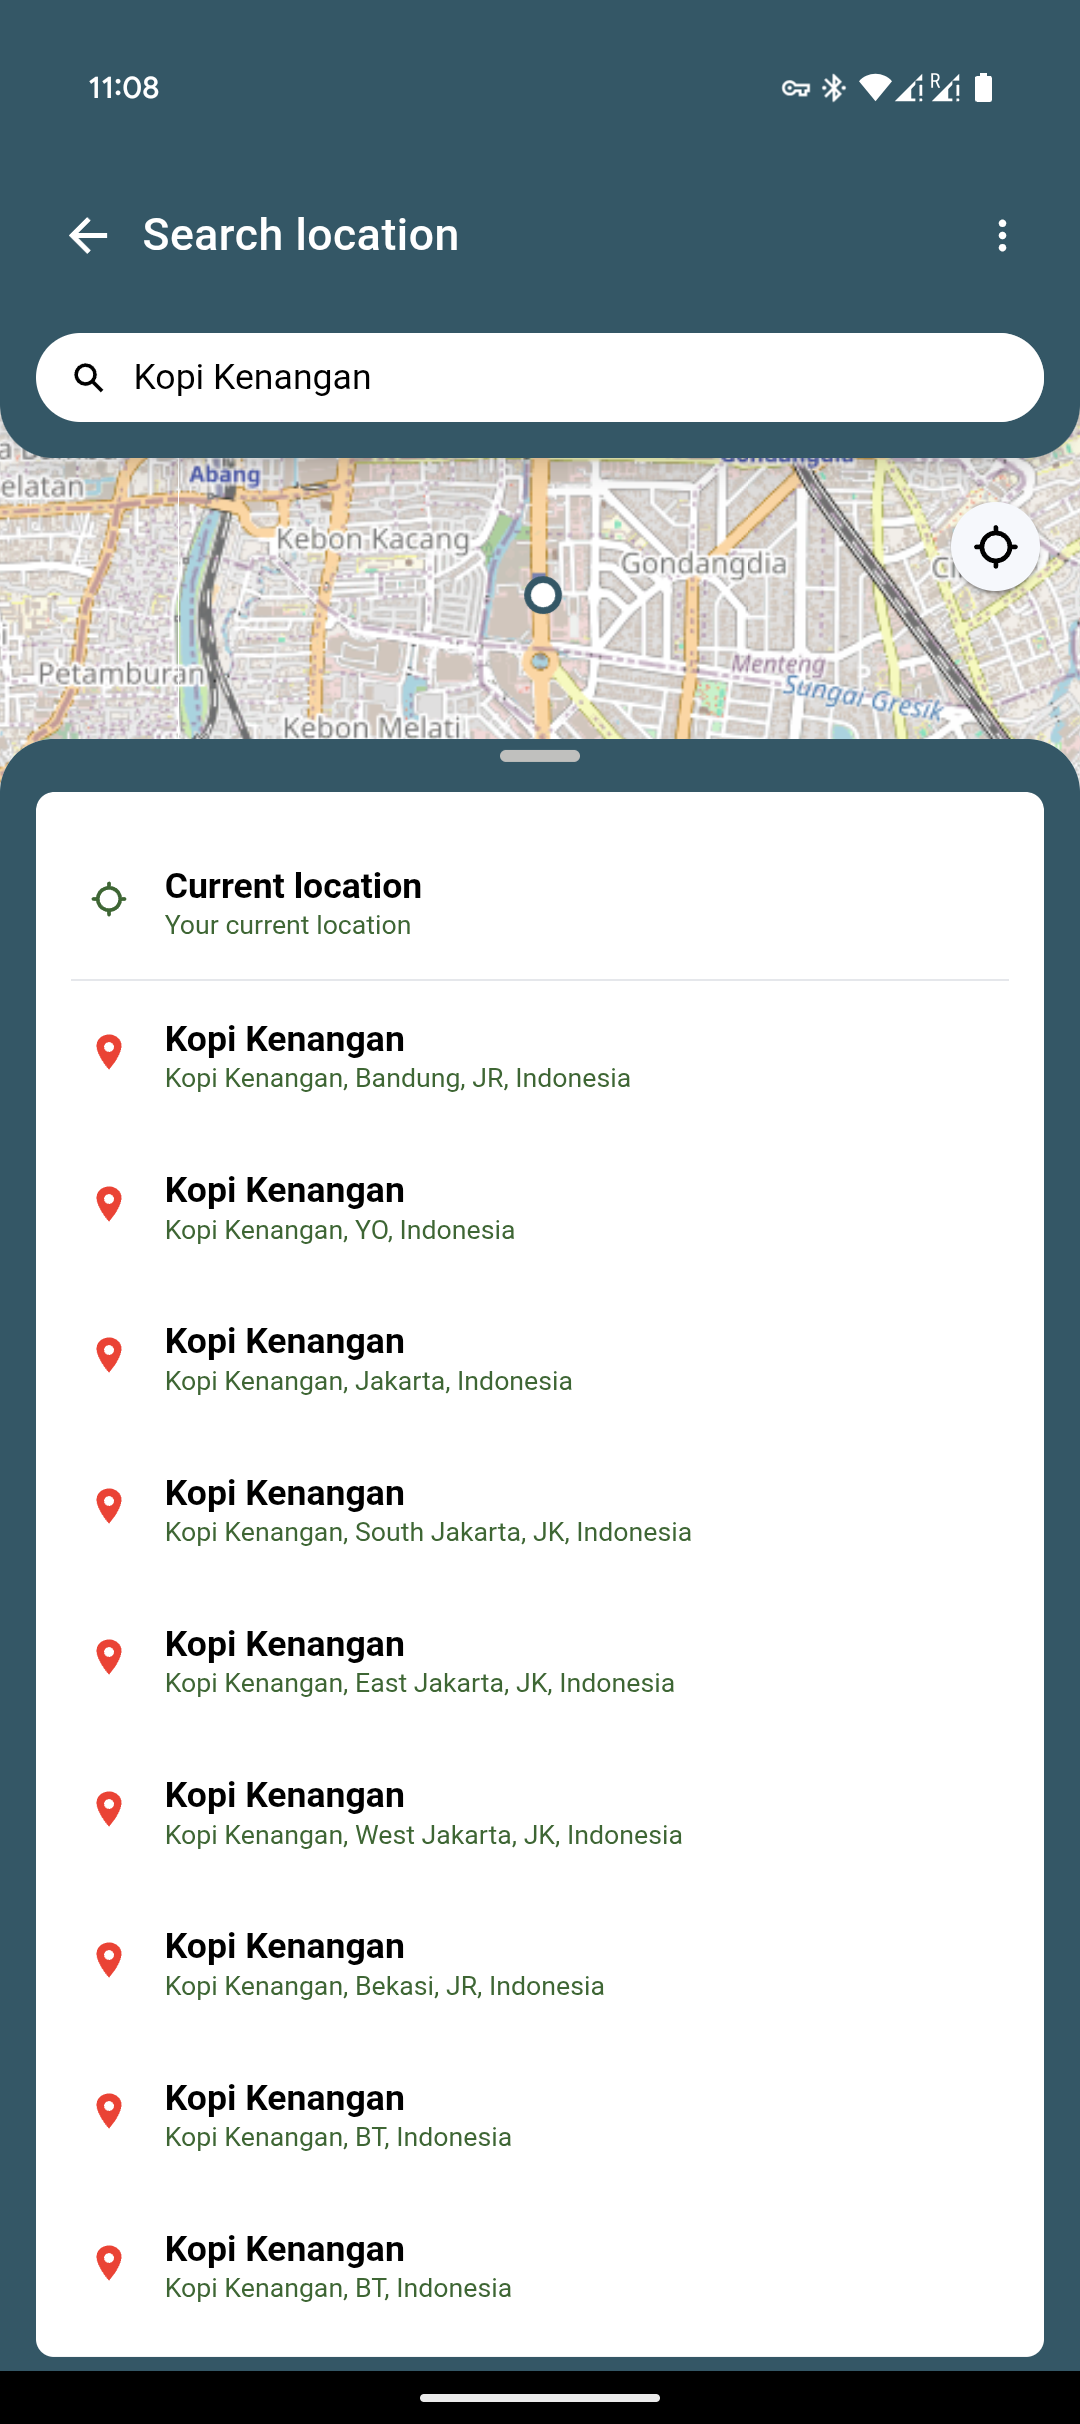 11:08
R
Search location
Kopi Kenangan
elatan
Abang
Kebon Kacang
Gondangdia
Petamburan
Menteng
Sungai Gresik
Kebon Melati
Current location
Your current location
Kopi Kenangan
Kopi Kenangan, Bandung, JR, Indonesia
Kopi Kenangan
Kopi Kenangan, YO, Indonesia
Kopi Kenangan
Kopi Kenangan, Jakarta, Indonesia
Kopi Kenangan
Kopi Kenangan, South Jakarta, JK, Indonesia
Kopi Kenangan
Kopi Kenangan, East Jakarta, JK, Indonesia
Kopi Kenangan
Kopi Kenangan, West Jakarta, JK, Indonesia
Kopi Kenangan
Kopi Kenangan, Bekasi, JR, Indonesia
Kopi Kenangan
Kopi Kenangan, BT, Indonesia
Kopi Kenangan
Kopi Kenangan, BT, Indonesia